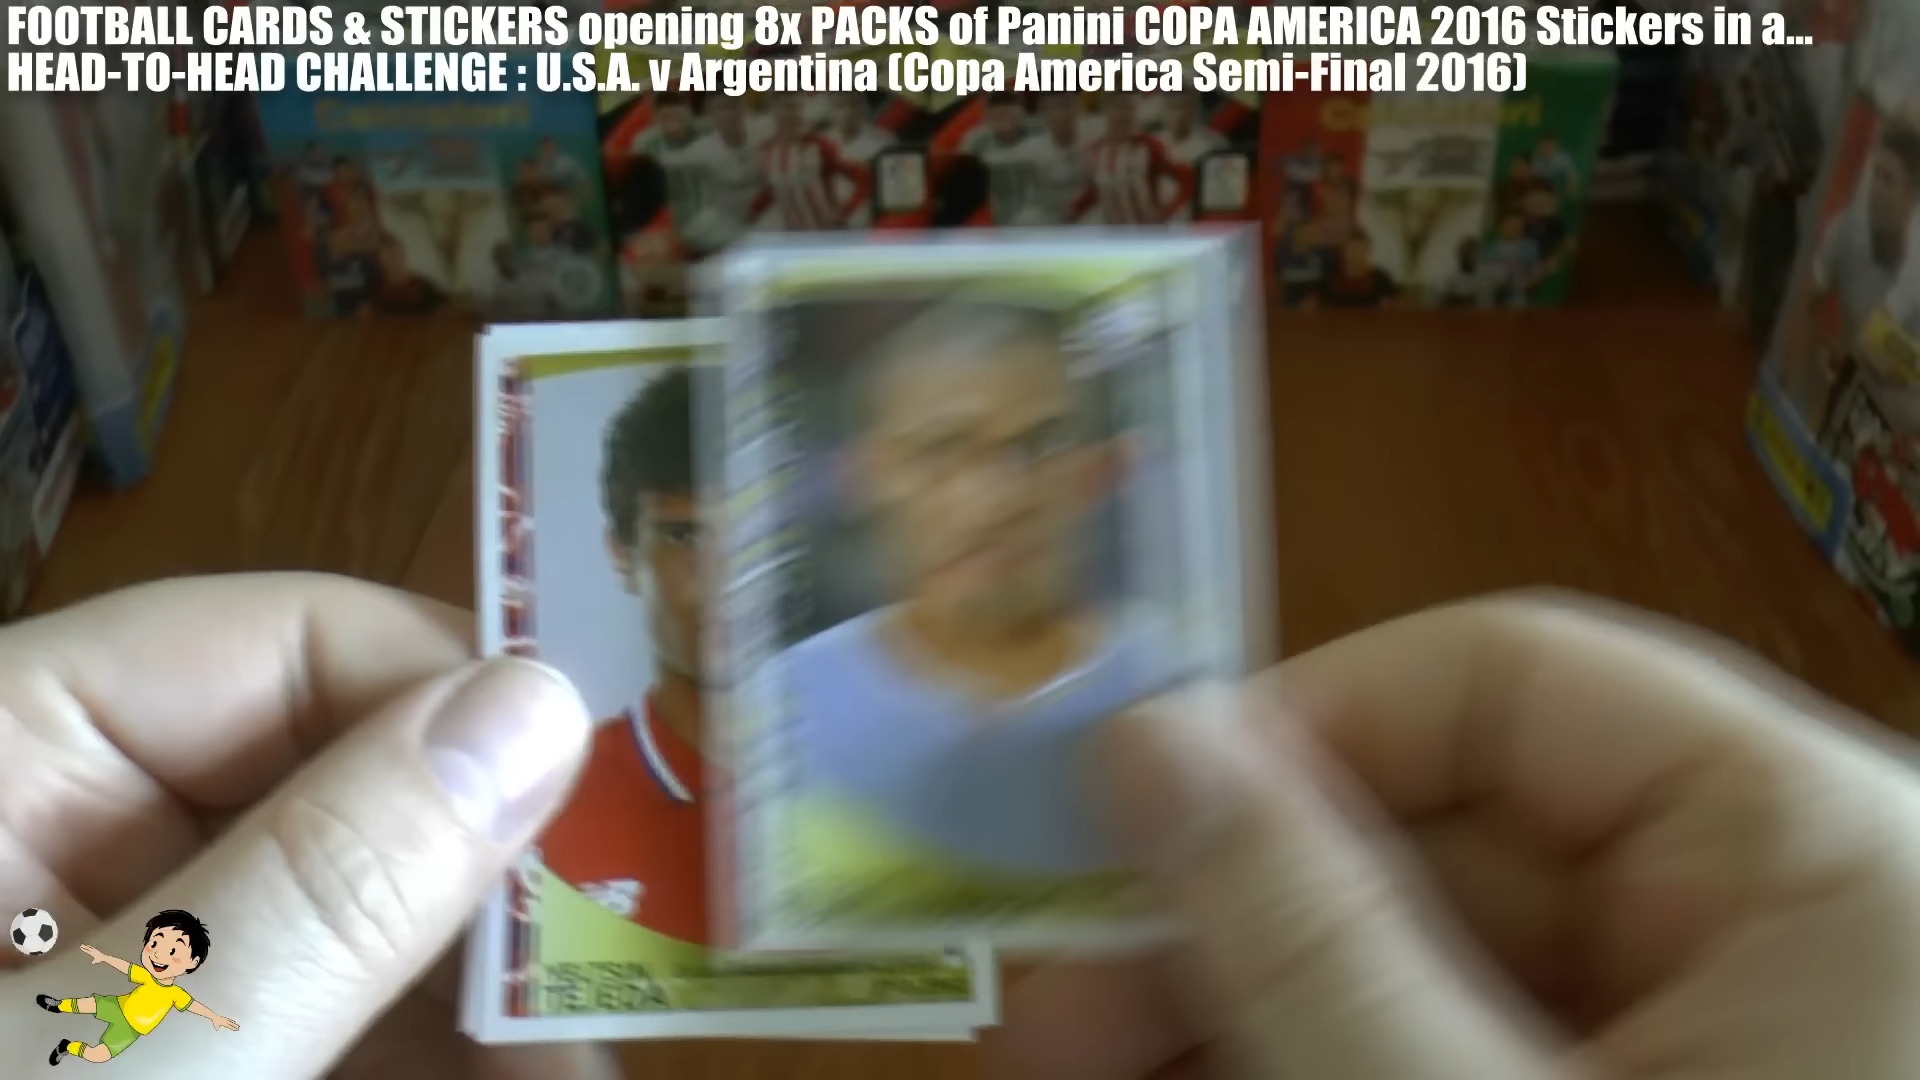 FOOTBALL CARDS & STICKERS opening 8x PACKS of Panini COPA AMERICA 2016 Stickers in a...
HEAD-TO-HEAD CHALLENGE : U.S.A. v Argentina (Copa America Semi-Final 2016)
TEJEDA